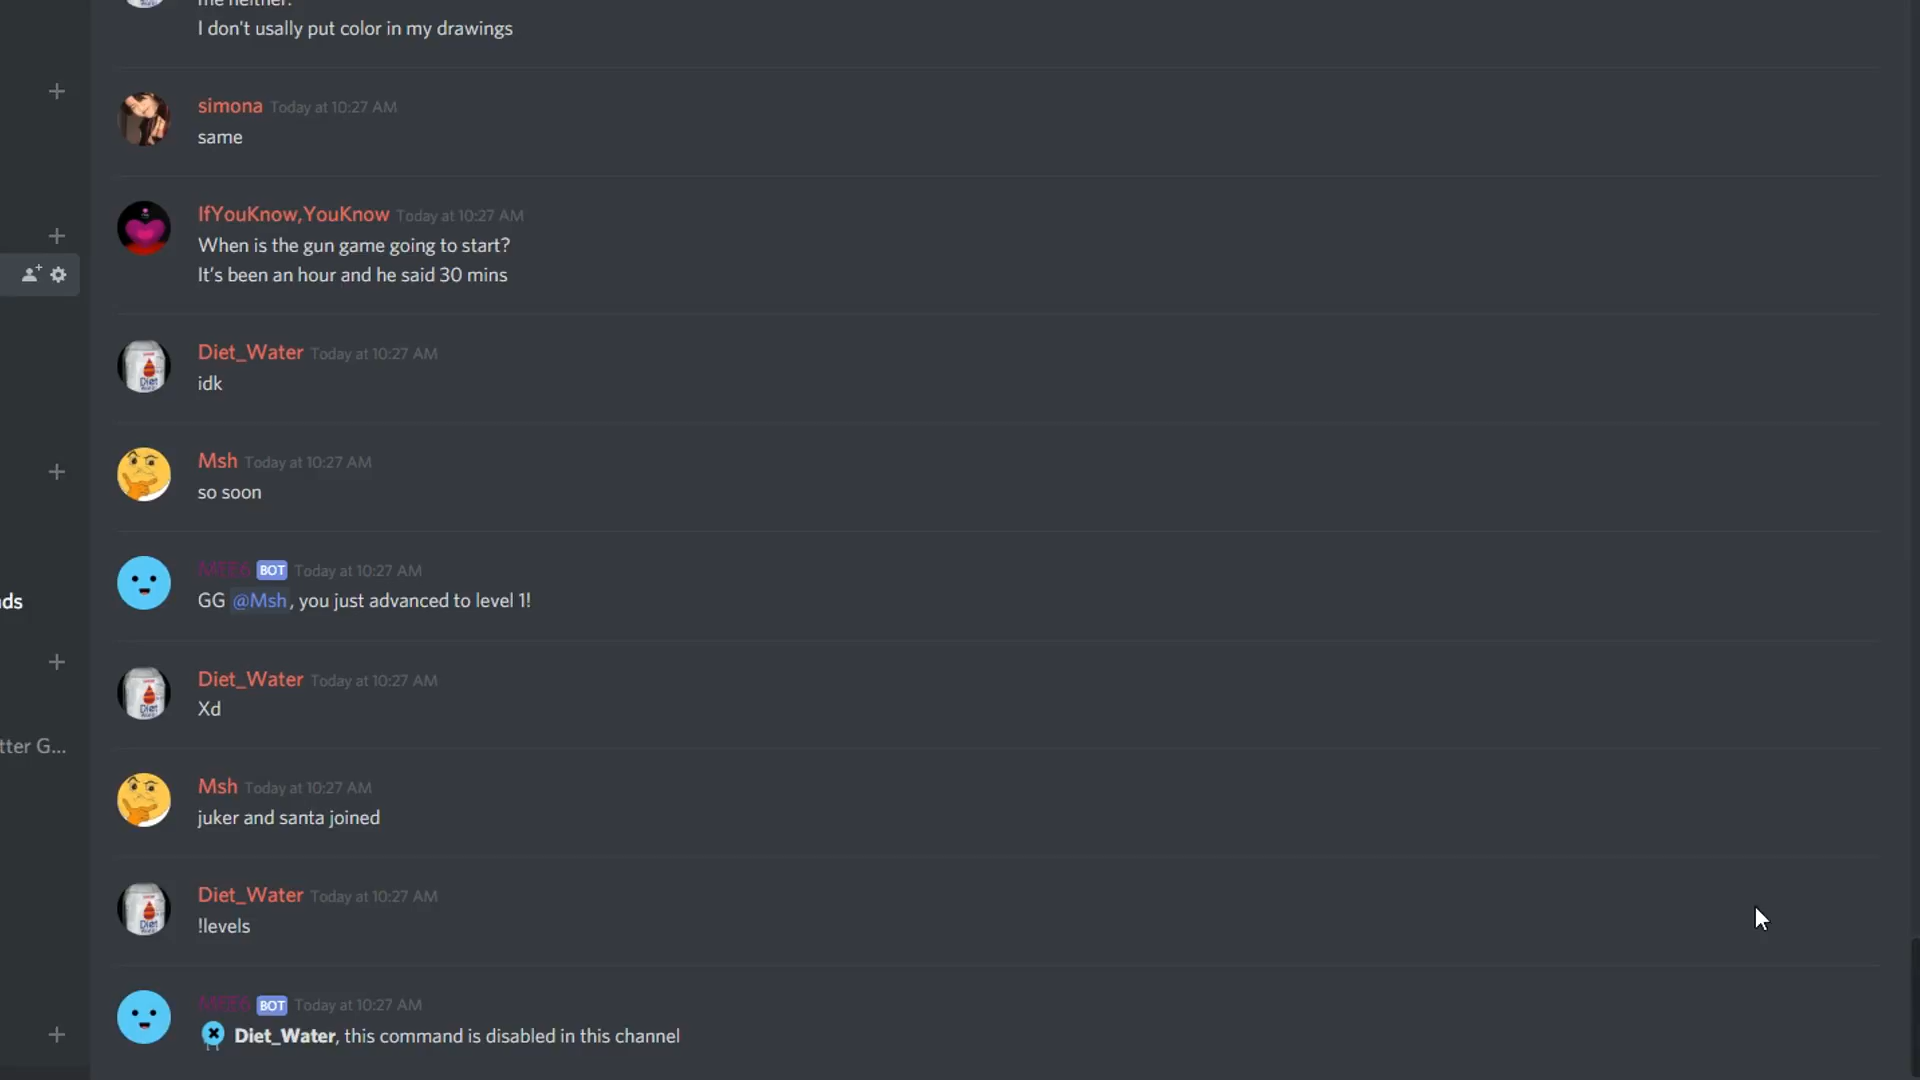 me neither.
I don't usally put color in my drawings
simona Today at 10:27 AM
same
IfYouKnow,YouKnow Today at 10:27 AM
When is the gun game going to start?
It's been an hour and he said 30 mins
Diet_Water Today at 10:27 AM
idk
Msh Today at 10:27 AM
so soon
MEE6 BOT Today at 10:27 AM
GG @Msh, you just advanced to level 1!
ds
Diet_Water Today at 10:27 AM
Xd
tter G...
Msh Today at 10:27 AM
juker and santa joined
Diet_Water Today at 10:27 AM
!levels
MEE6 BOT Today at 10:27 AM
Diet_Water, this command is disabled in this channel